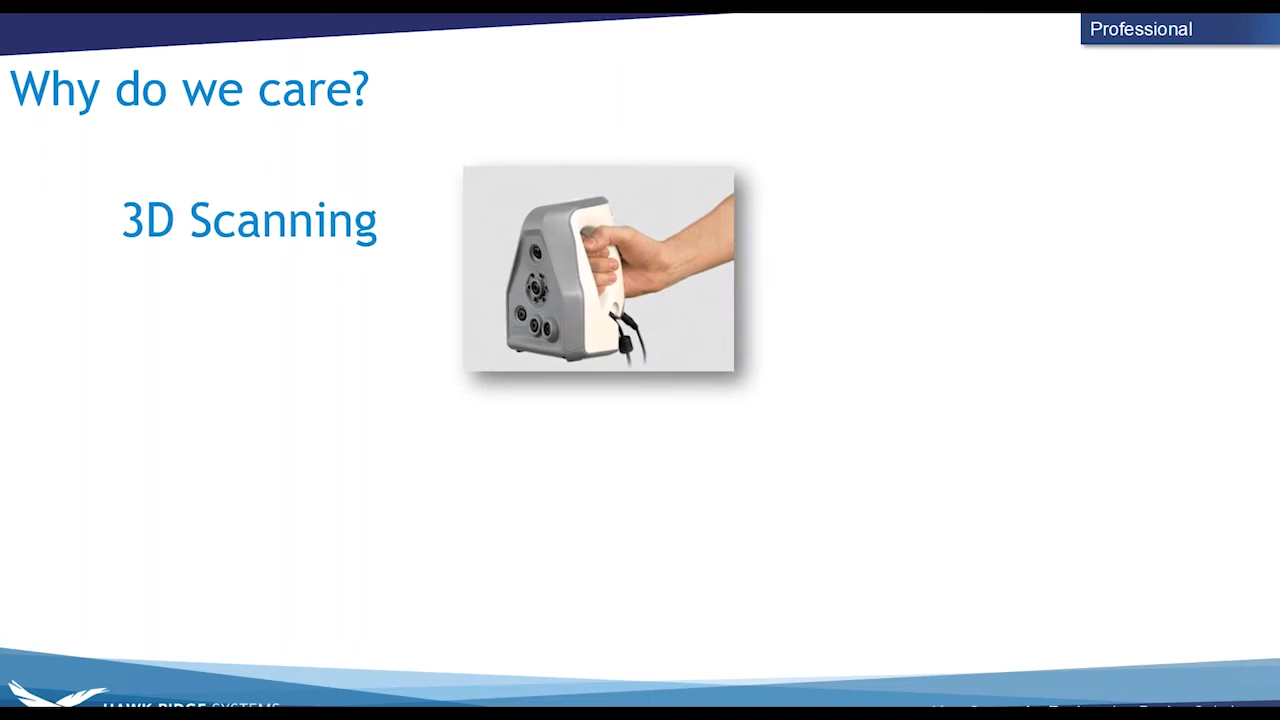 Professional
Why do we care?
3D Scanning
HAWK RIDGE SYSTEMS